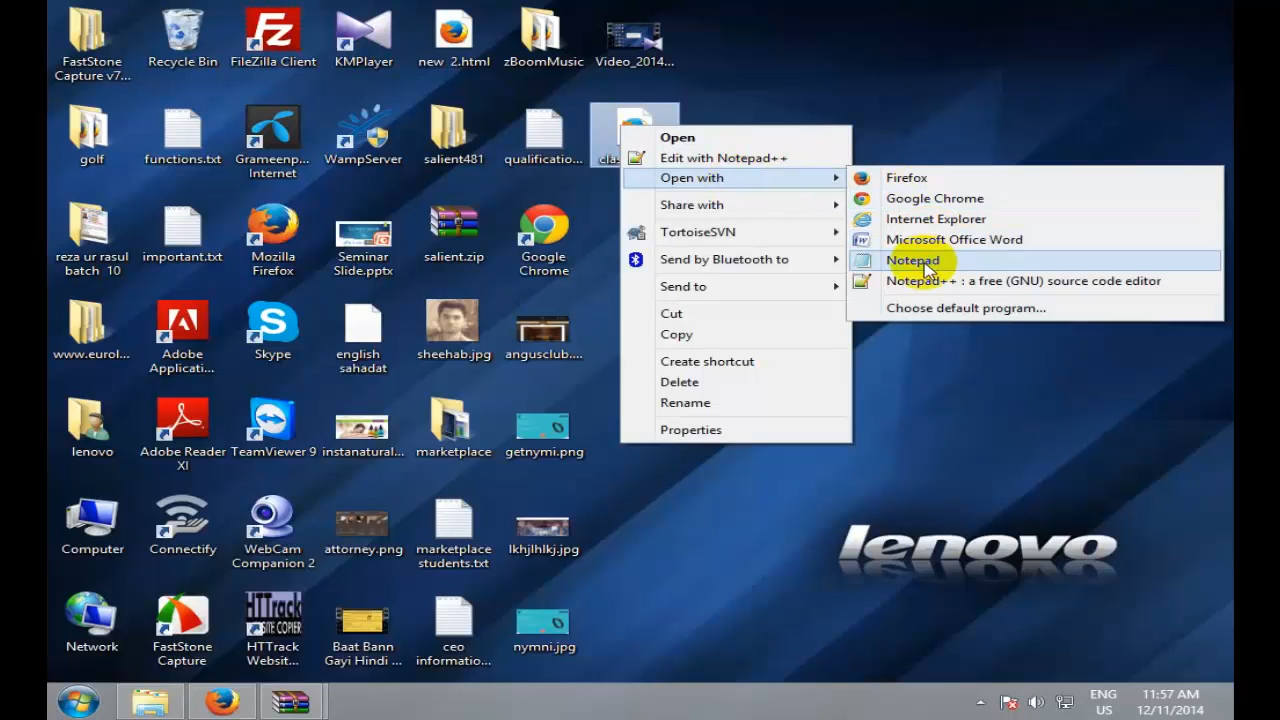 FastStone
Capture v7...
Recycle Bin
FileZilla Client
KMPlayer
new 2.html
zBoomMusic
Video_2014...
golf
functions.txt
Grameenp...
Internet
WampServer
salient481
qualification...
reza ur rasul
batch 10
important.txt
Mozilla
Firefox
Seminar
Slide.pptx
salient.zip
Google
Chrome
www.eurol...
Adobe
Applicati...
Skype
english
sahadat
sheehab.jpg
angusclub....
lenovo
Adobe Reader
XI
TeamViewer 9
instanatural...
marketplace
getnymi.png
Computer
Connectify
WebCam
Companion 2
attorney.png
marketplace
students.txt
lkhjlhlkj.jpg
Network
FastStone
Capture
HTTrack
SITE COPIER
HTTrack
Websit...
Baat Bann
Gayi Hindi ...
ceo
informatio...
nymni.jpg
Open
Edit with Notepad++
Open with
Share with
TortoiseSVN
Send by Bluetooth to
Send to
Cut
Copy
Create shortcut
Delete
Rename
Properties
Firefox
Google Chrome
Internet Explorer
Microsoft Office Word
Notepad
Notepad++ : a free (GNU) source code editor
Choose default program...
lenovo
ENG
US
11:57 AM
12/11/2014